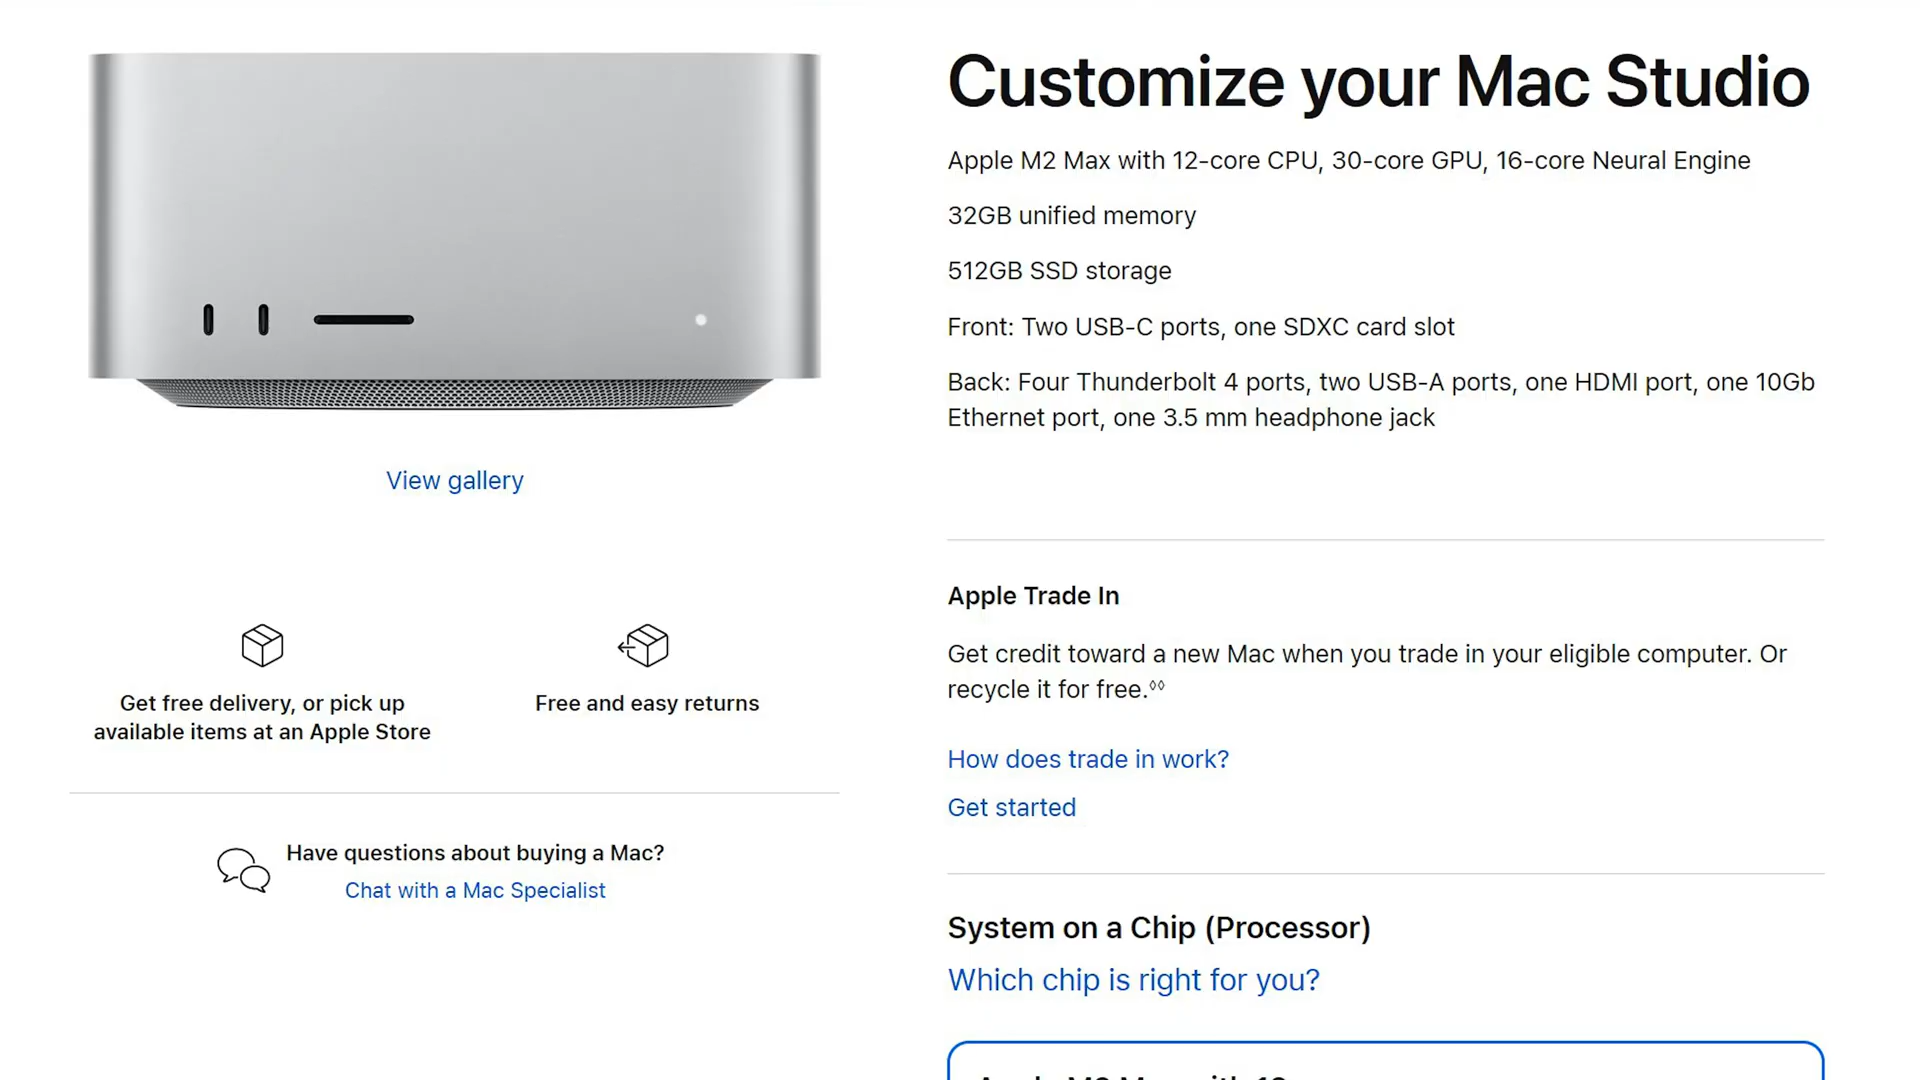 Customize your Mac Studio
Apple M2 Max with 12-core CPU, 30-core GPU, 16-core Neural Engine
32GB unified memory
512GB SSD storage
Front: Two USB-C ports, one SDXC card slot
Back: Four Thunderbolt 4 ports, two USB-A ports, one HDMI port, one 10Gb
Ethernet port, one 3.5 mm headphone jack
View gallery
Get free delivery, or pick up
available items at an Apple Store
Free and easy returns
Have questions about buying a Mac?
Chat with a Mac Specialist
Apple Trade In
Get credit toward a new Mac when you trade in your eligible computer. Or
recycle it for free.◊◊
How does trade in work?
Get started
System on a Chip (Processor)
Which chip is right for you?